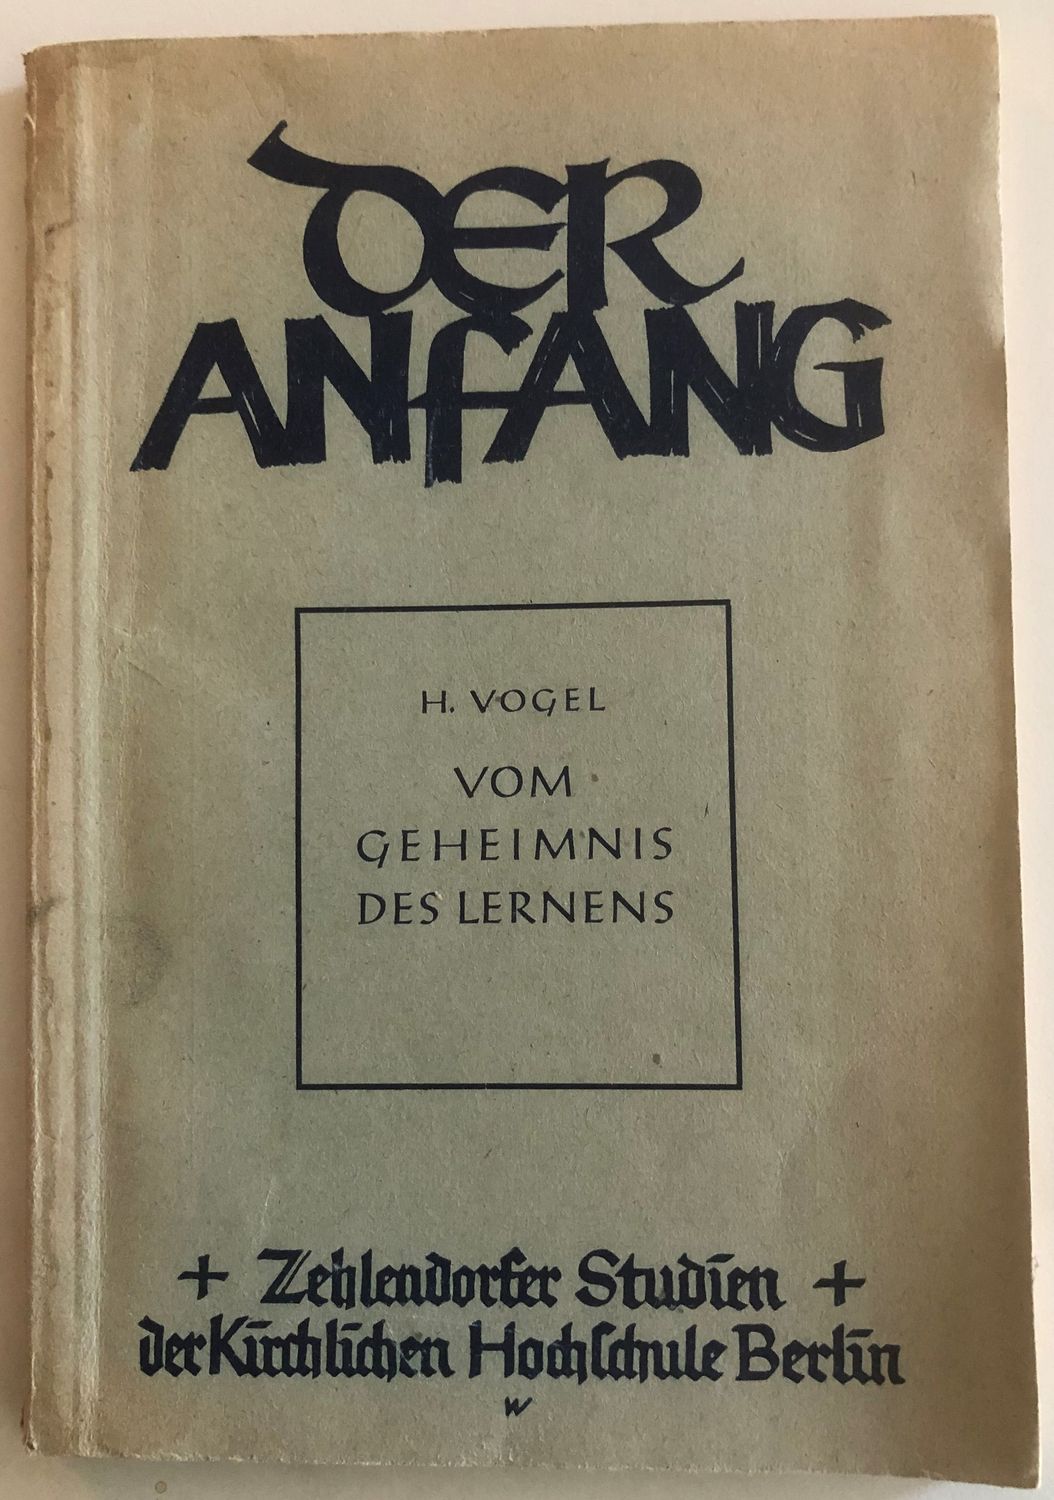 DER
ANFANG
H. VOGEL
VOM
GEHEIMNIS
DES LERNENS
+ Zehlendorfer Studien +
der Kirchlichen Hochschule Berlin
W